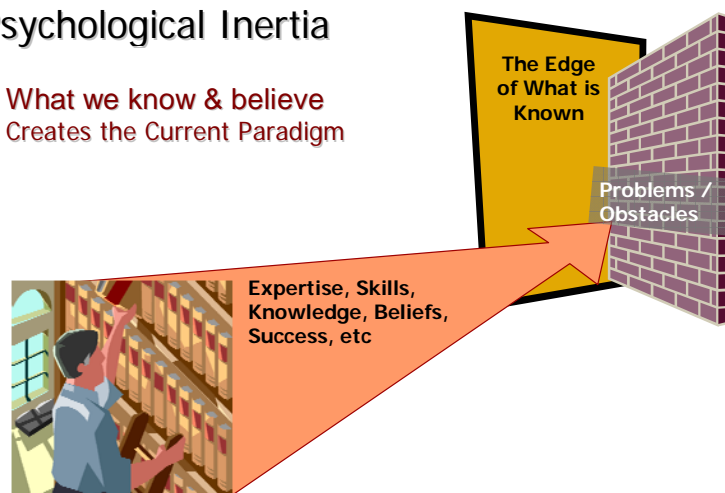 sychological Inertia
What we know & believe
Creates the Current Paradigm
The Edge
of What is
Known
Problems /
Obstacles
Expertise, Skills,
Knowledge, Beliefs,
Success, etc